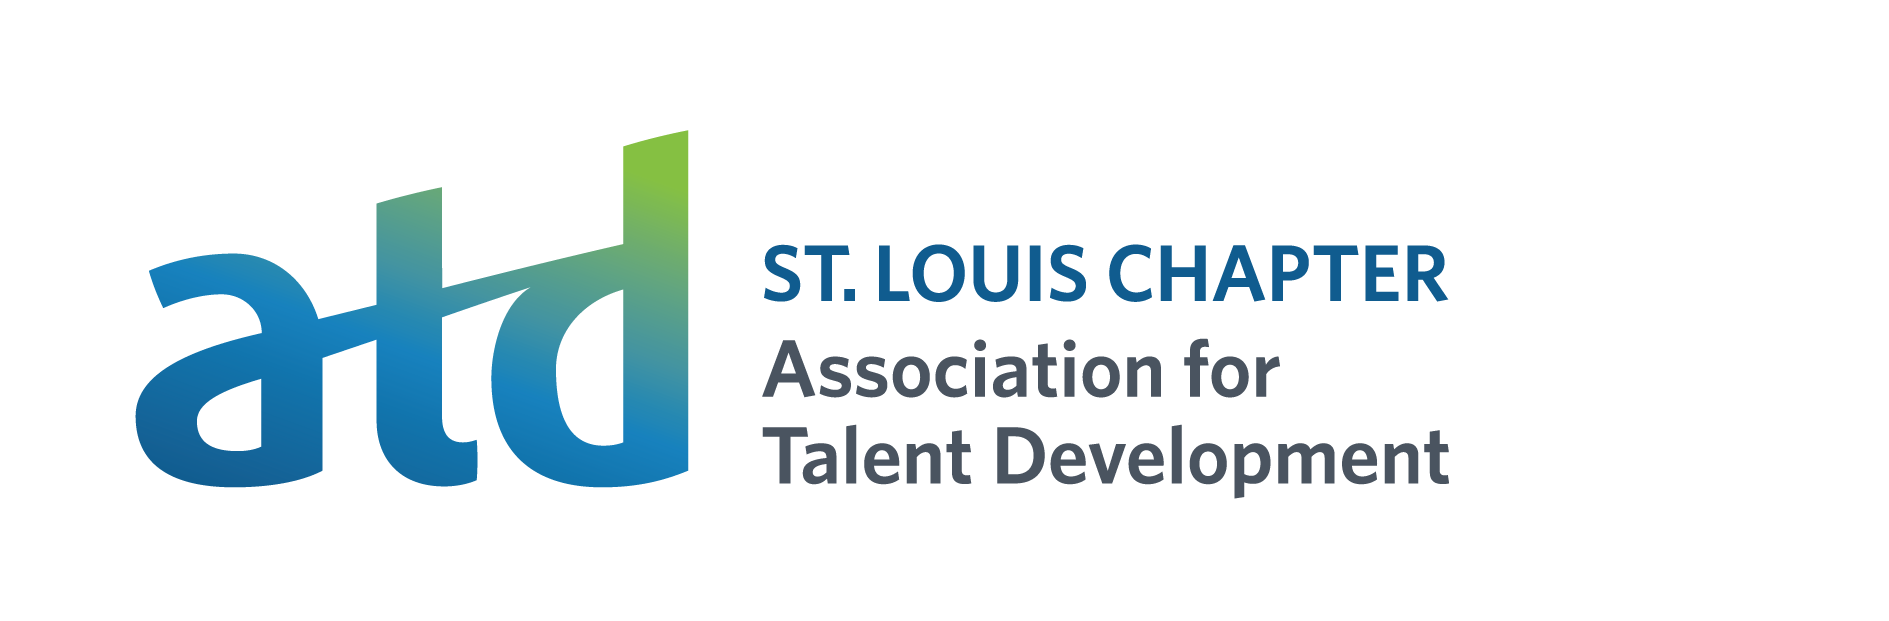 atd
ST. LOUIS CHAPTER
Association for
Talent Development